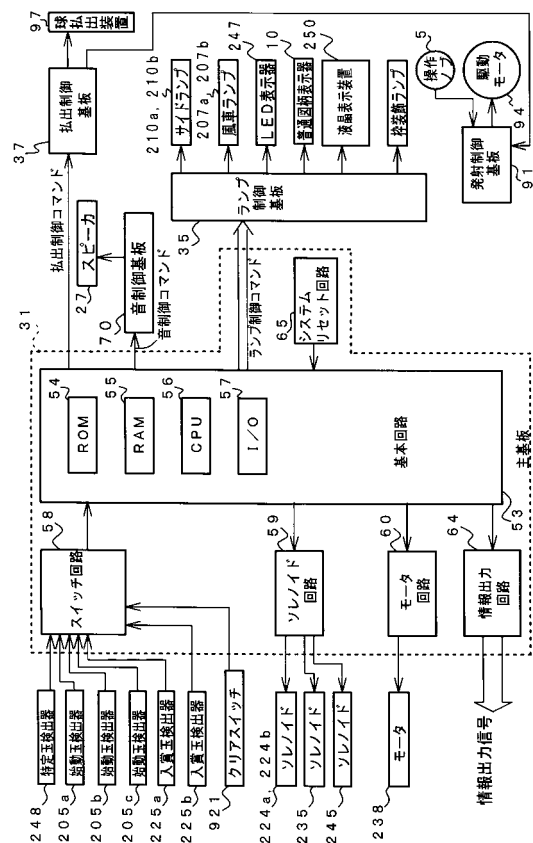 248
特定玉検出器
205a
始動玉検出器
205b
始動玉検出器
205c
始動玉検出器
225a
入賞玉検出器
225b
入賞玉検出器
921
クリアスイッチ
224a, 224b
ソレノイド
235
ソレノイド
245
ソレノイド
238
モータ
情報出力信号
58
スイッチ回路
59
ソレノイド
回路
60
モータ
回路
64
情報出力
回路
31
ROM
54
RAM
55
CPU
56
I/O
57
基本回路
53
主基板
システム
リセット回路
65
払出制御コマンド
スピーカ
27
音制御基板
70
音制御コマンド
ランプ制御コマンド
37
払出制御
基板
球
払出装置
97
35
ランプ
制御
基板
210a, 210b
サイドランプ
207a, 207b
風車ランプ
247
LED表示器
10
普通図柄表示器
250
液晶表示装置
枠装飾ランプ
操作
ノブ
5
駆動
モータ
94
発射制御
基板
91